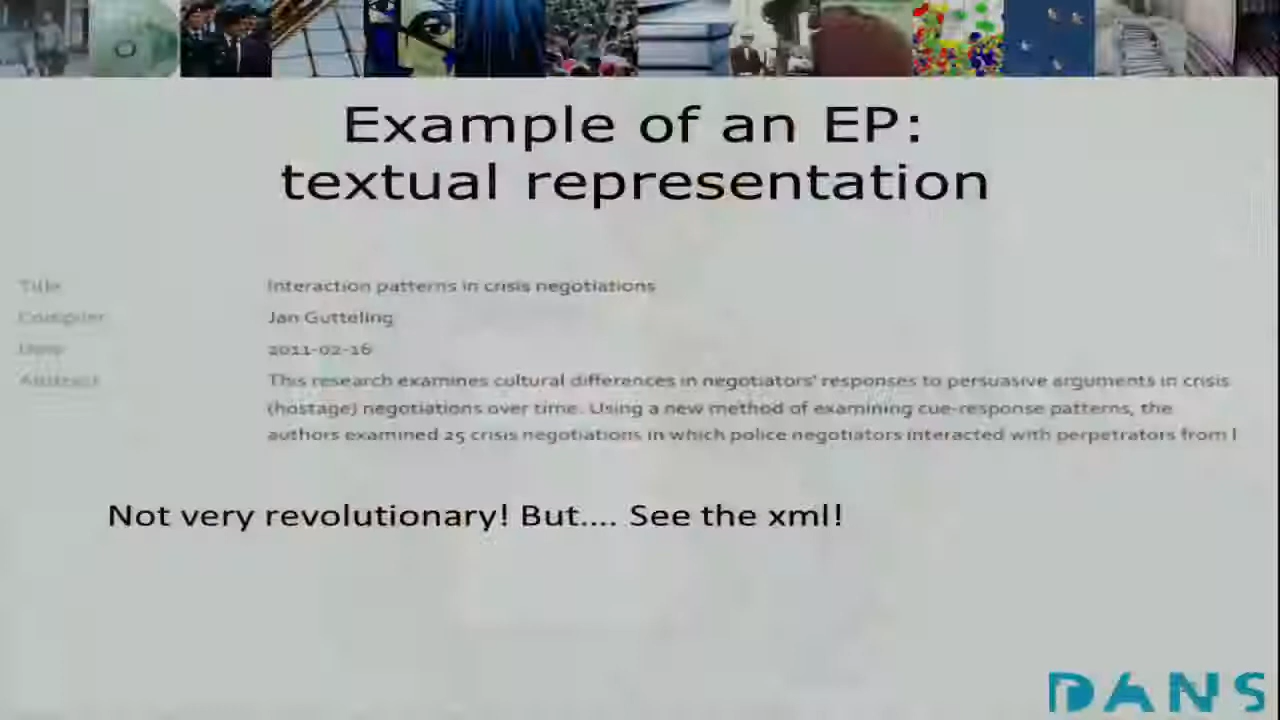 Example of an EP:
textual representation
Title
Interaction patterns in crisis negotiations
Compiler
Jan Gutteling
Date
2011-02-16
Abstract
This research examines cultural differences in negotiators' responses to persuasive arguments in crisis
(hostage) negotiations over time. Using a new method of examining cue-response patterns, the
authors examined 25 crisis negotiations in which police negotiators interacted with perpetrators from l
Not very revolutionary! But.... See the xml!
DANS